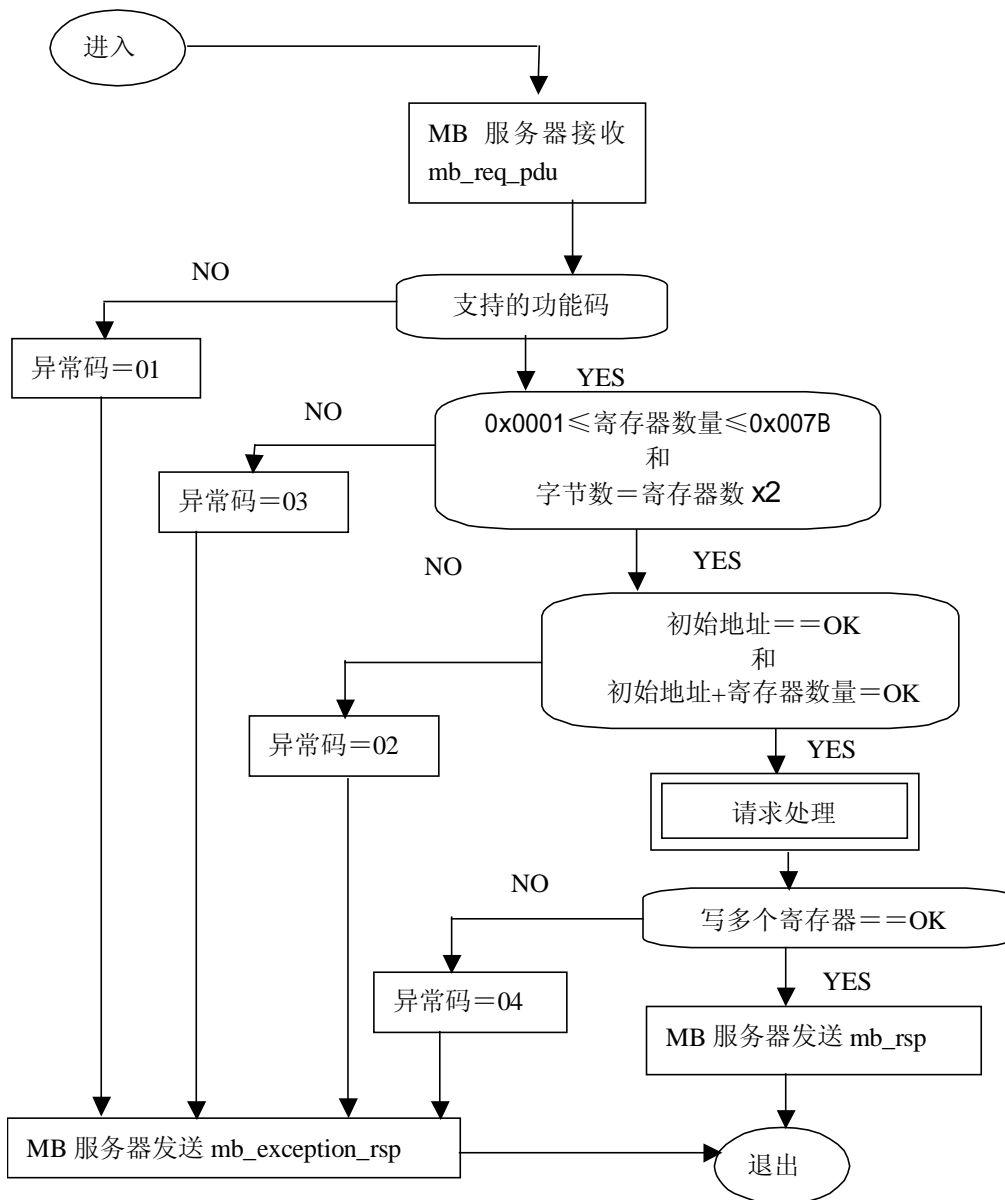 进入
MB 服务器接收
mb_req_pdu
NO
支持的功能码
异常码＝01
YES
NO
0x0001≤寄存器数量≤0x007B
和
字节数＝寄存器数 x2
异常码＝03
NO
YES
初始地址＝＝OK
和
初始地址+寄存器数量＝OK
异常码＝02
YES
请求处理
NO
写多个寄存器＝＝OK
异常码＝04
YES
MB 服务器发送 mb_rsp
MB 服务器发送 mb_exception_rsp
退出